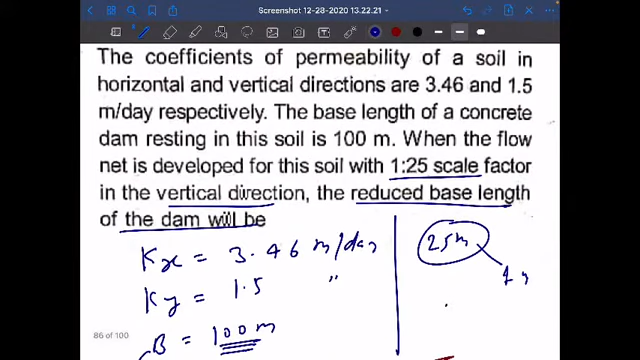 Screenshot 12-28-2020 13.22.21
The coefficients of permeability of a soil in
horizontal and vertical directions are 3.46 and 1.5
m/day respectively. The base length of a concrete
dam resting in this soil is 100 m. When the flow
net is developed for this soil with 1:25 scale factor
in the vertical direction, the reduced base length
of the dam will be
Kx = 3.46 m/day
25m
Ky = 1.5 "
B = 100m
86 of 100